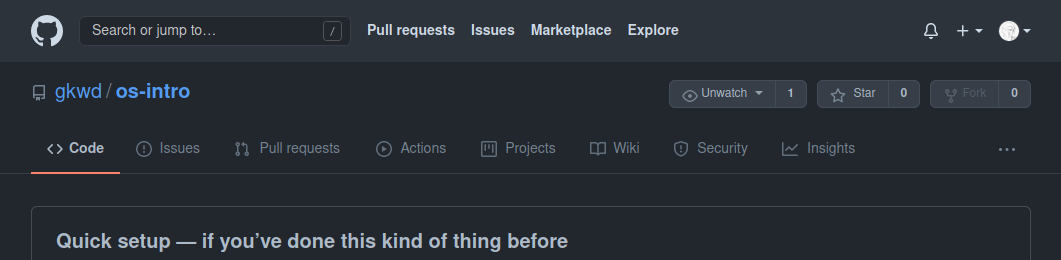 Search or jump to… / Pull requests Issues Marketplace Explore
gkwd / os-intro Unwatch 1 Star 0 Fork 0
Code Issues Pull requests Actions Projects Wiki Security Insights
Quick setup — if you’ve done this kind of thing before